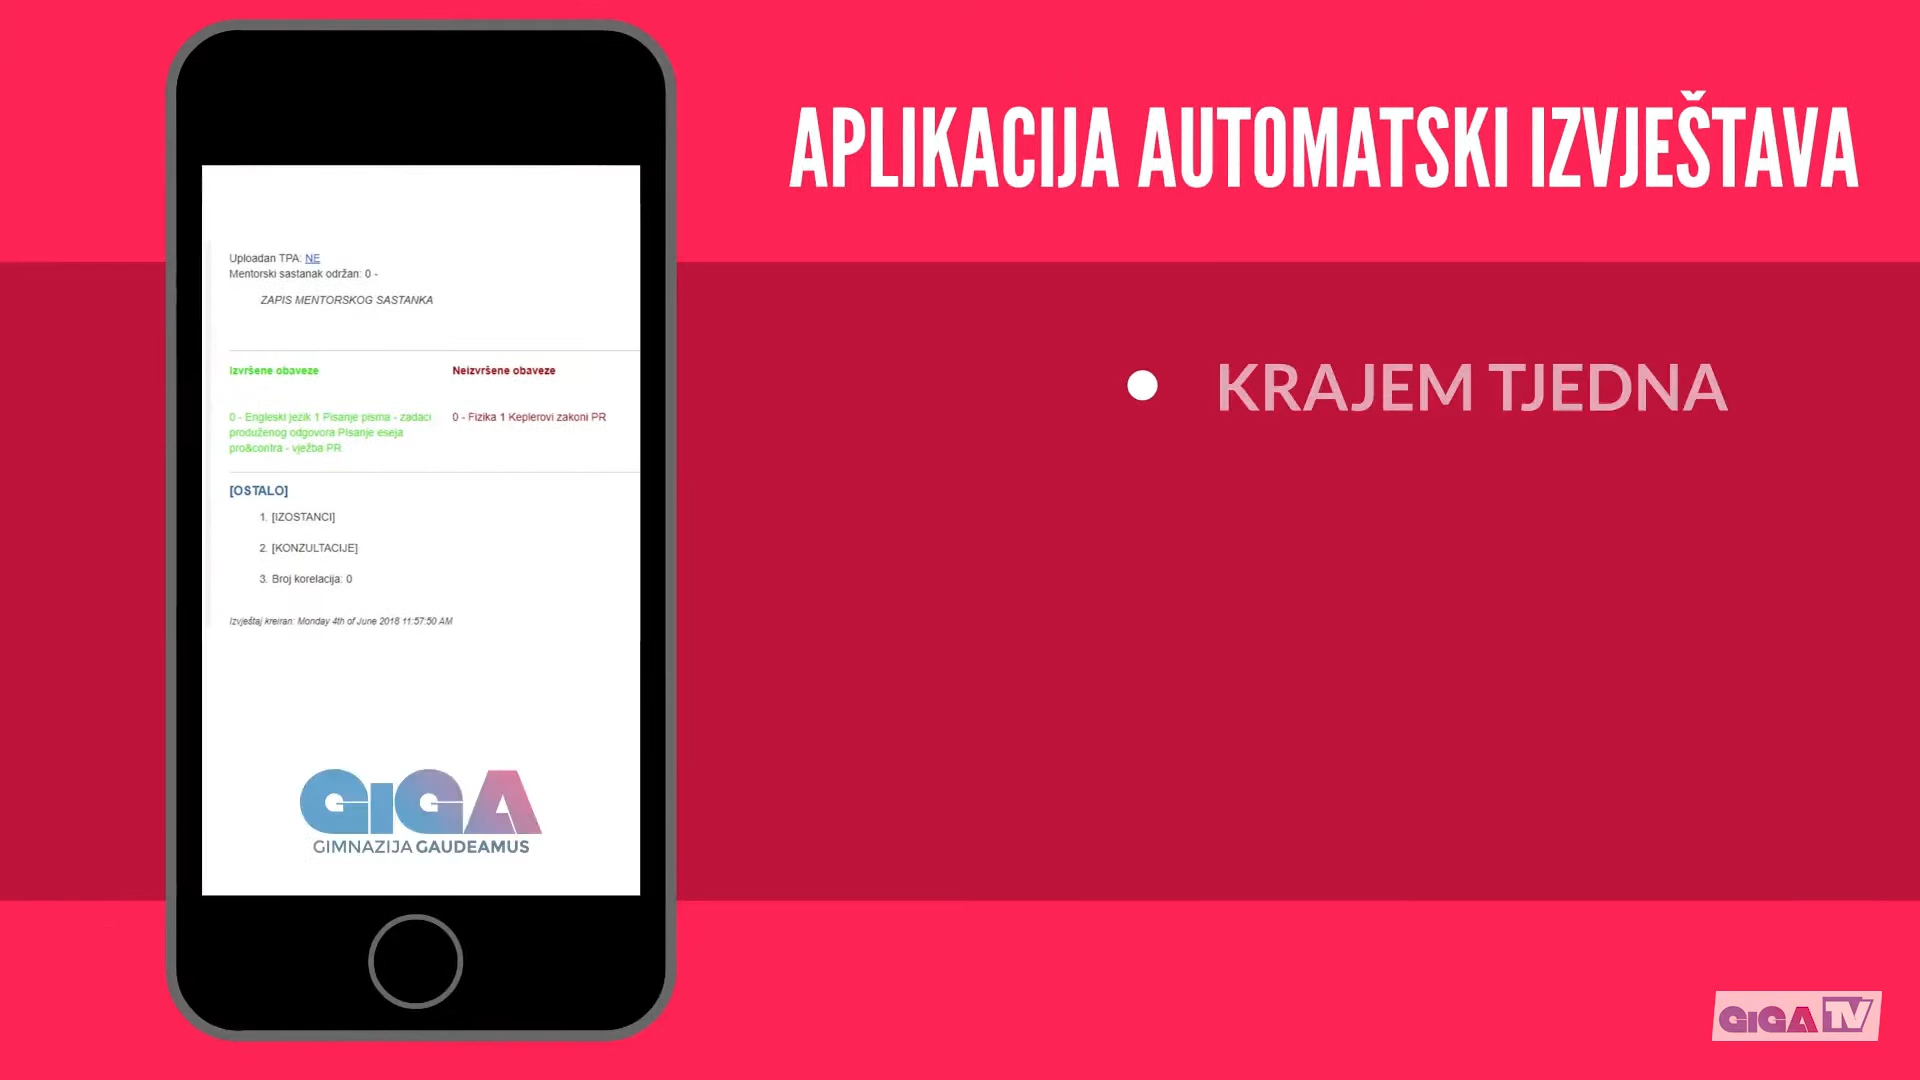 APLIKACIJA AUTOMATSKI IZVJEŠTAVA
KRAJEM TJEDNA
Uploadan TPA: NE
Mentorski sastanak održan: 0 -
ZAPIS MENTORSKOG SASTANKA
Izvršene obaveze
Neizvršene obaveze
0 - Engleski jezik 1 Pisanje pisma - zadaci
produženog odgovora Pisanje eseja
pro&contra - vježba PR
0 - Fizika 1 Keplerovi zakoni PR
[OSTALO]
1. [IZOSTANCI]
2. [KONZULTACIJE]
3. Broj korelacija: 0
Izvještaj kreiran: Monday 4th of June 2018 11:57:50 AM
GIGA
GIMNAZIJA GAUDEAMUS
GIGA TV